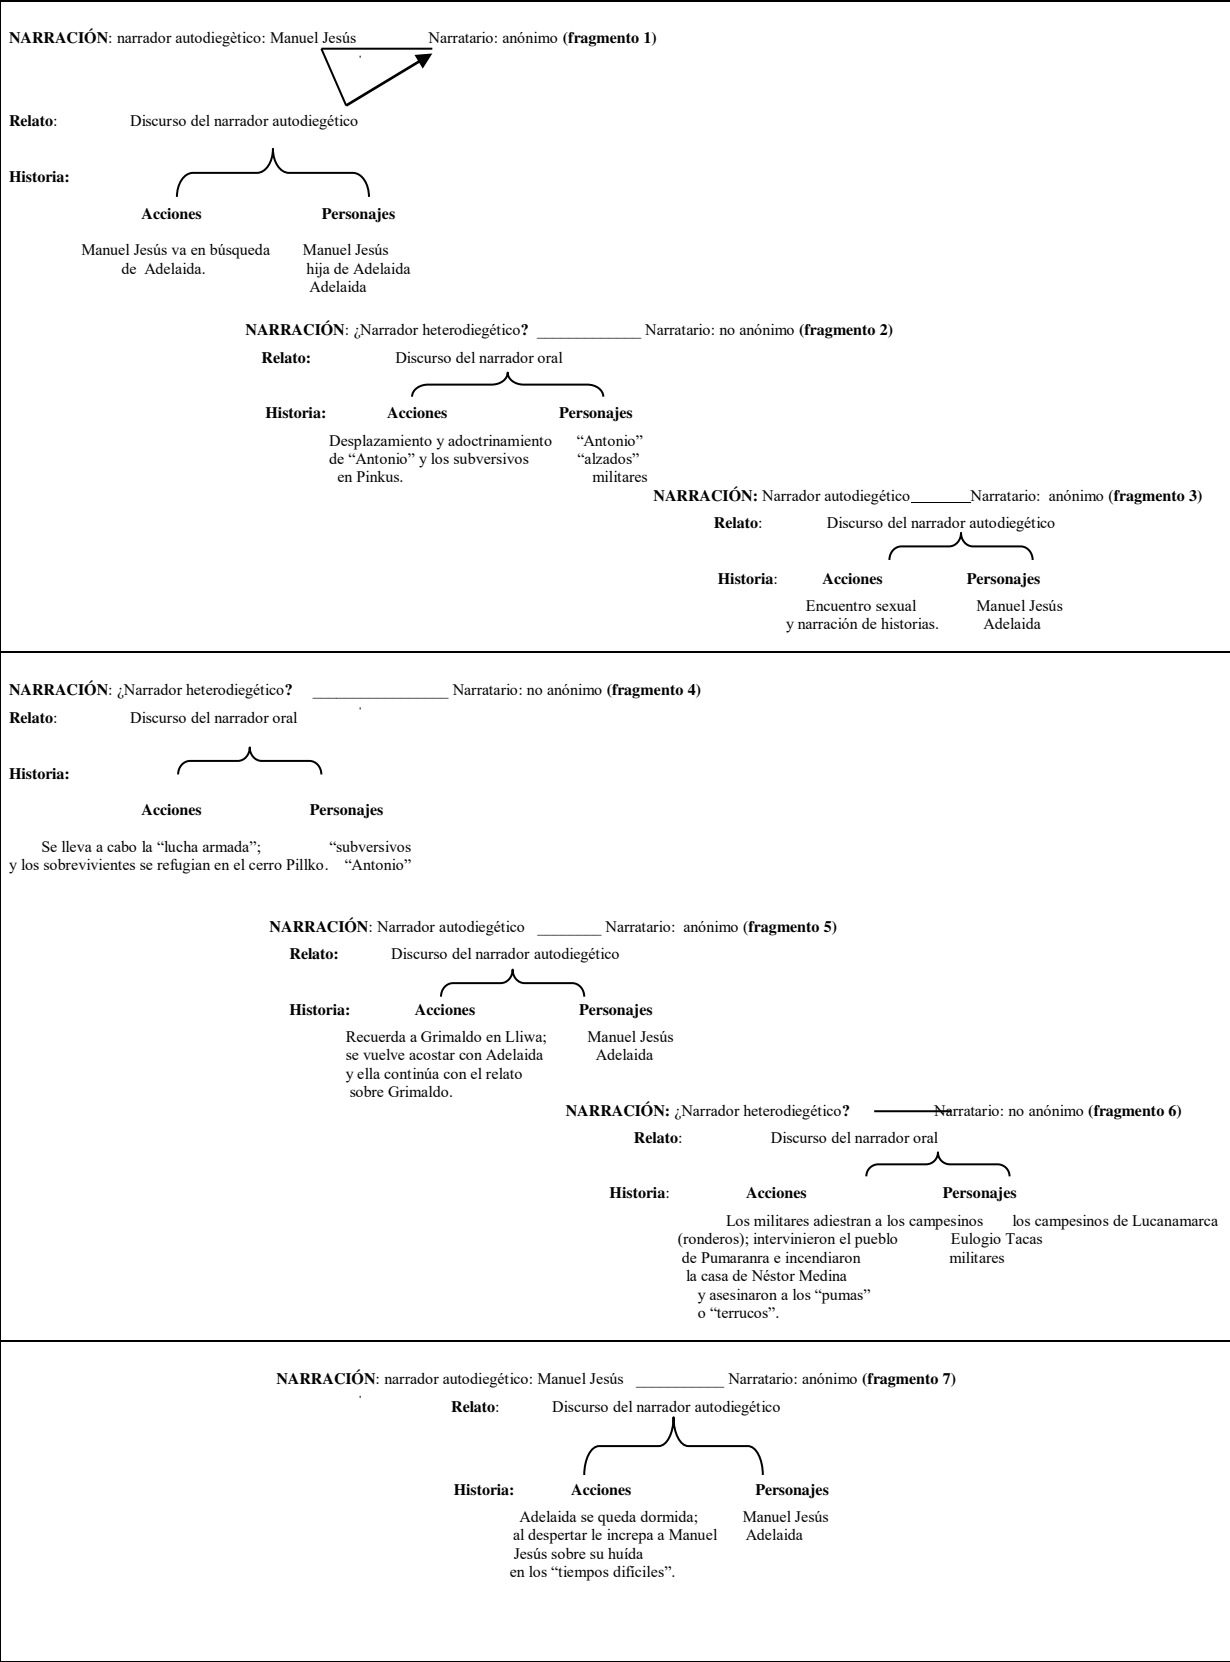 NARRACIÓN: narrador autodiegètico: Manuel Jesús Narratario: anónimo (fragmento 1)
Relato: Discurso del narrador autodiegético
Historia:
Acciones Personajes
Manuel Jesús va en búsqueda Manuel Jesús
de Adelaida. hija de Adelaida
Adelaida
NARRACIÓN: ¿Narrador heterodiegético? _____________ Narratario: no anónimo (fragmento 2)
Relato: Discurso del narrador oral
Historia: Acciones Personajes
Desplazamiento y adoctrinamiento “Antonio”
de “Antonio” y los subversivos “alzados”
en Pinkus. militares
NARRACIÓN: Narrador autodiegético_______Narratario: anónimo (fragmento 3)
Relato: Discurso del narrador autodiegético
Historia: Acciones Personajes
Encuentro sexual Manuel Jesús
y narración de historias. Adelaida
NARRACIÓN: ¿Narrador heterodiegético? _________________ Narratario: no anónimo (fragmento 4)
Relato: Discurso del narrador oral
Historia:
Acciones Personajes
Se lleva a cabo la “lucha armada”; “subversivos
y los sobrevivientes se refugian en el cerro Pillko. “Antonio”
NARRACIÓN: Narrador autodiegético ________ Narratario: anónimo (fragmento 5)
Relato: Discurso del narrador autodiegético
Historia: Acciones Personajes
Recuerda a Grimaldo en Lliwa; Manuel Jesús
se vuelve acostar con Adelaida Adelaida
y ella continúa con el relato
sobre Grimaldo.
NARRACIÓN: ¿Narrador heterodiegético? Narratario: no anónimo (fragmento 6)
Relato: Discurso del narrador oral
Historia: Acciones Personajes
Los militares adiestran a los campesinos los campesinos de Lucanamarca
(ronderos); intervinieron el pueblo Eulogio Tacas
de Pumaranra e incendiaron militares
la casa de Néstor Medina
y asesinaron a los “pumas”
o “terrucos”.
NARRACIÓN: narrador autodiegético: Manuel Jesús ___________ Narratario: anónimo (fragmento 7)
Relato: Discurso del narrador autodiegético
Historia: Acciones Personajes
Adelaida se queda dormida; Manuel Jesús
al despertar le increpa a Manuel Adelaida
Jesús sobre su huída
en los “tiempos difíciles”.